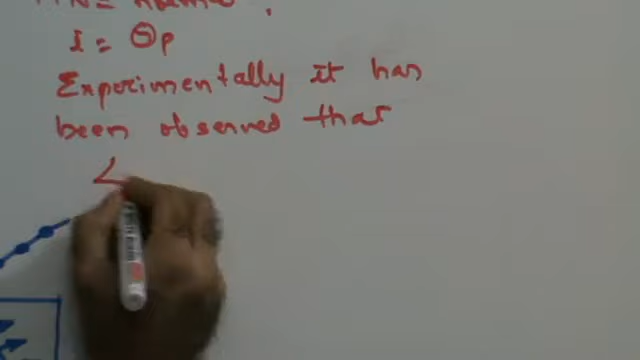 I = Θp
Experimentally it has
been observed that
∠